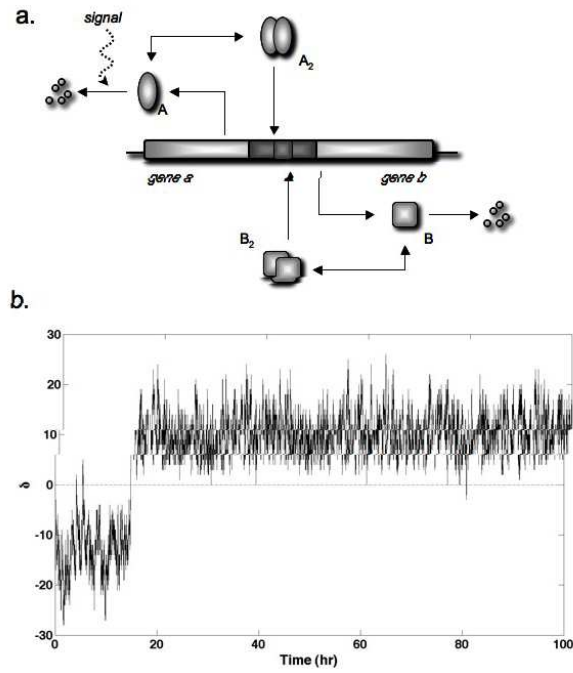 a.
signal
A₂
A
gene a
gene b
B₂
B
b.
30
20
10
0
-10
-20
-30
δ
0
20
40
60
80
100
Time (hr)